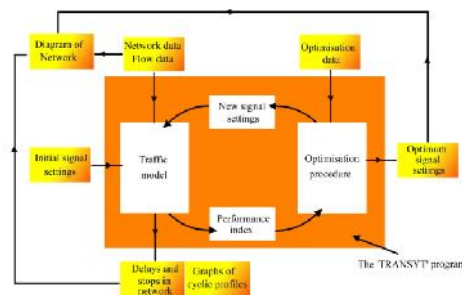 Diagram of
Network
Network data
Flow data
Optimisation
data
New signal
settings
Initial signal
settings
Traffic
model
Optimisation
procedure
Optimum
signal
settings
Performance
index
Delays and
stops in
network
Graphs of
cyclic profiles
The 'TRANSYT' program